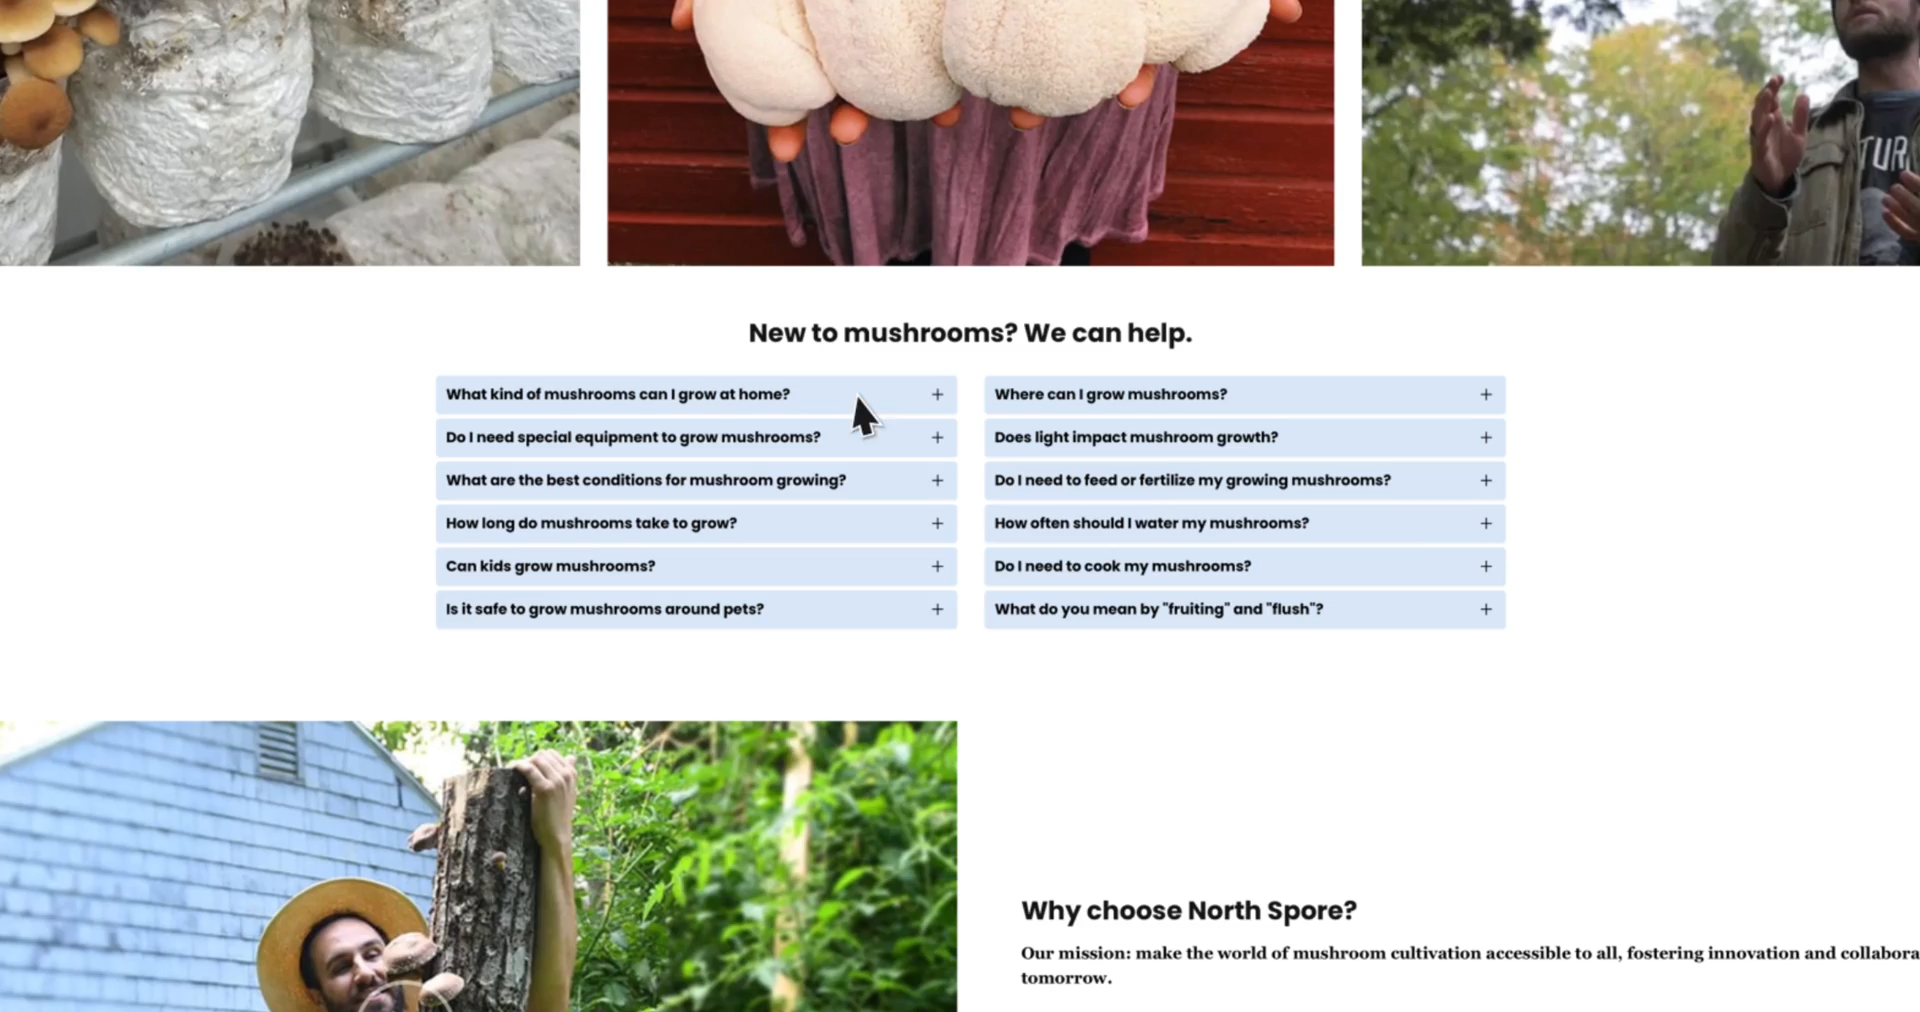 TUR
New to mushrooms? We can help.
What kind of mushrooms can I grow at home?
Do I need special equipment to grow mushrooms?
What are the best conditions for mushroom growing?
How long do mushrooms take to grow?
Can kids grow mushrooms?
Is it safe to grow mushrooms around pets?
Where can I grow mushrooms?
Does light impact mushroom growth?
Do I need to feed or fertilize my growing mushrooms?
How often should I water my mushrooms?
Do I need to cook my mushrooms?
What do you mean by "fruiting" and "flush"?
Why choose North Spore?
Our mission: make the world of mushroom cultivation accessible to all, fostering innovation and collabora
tomorrow.